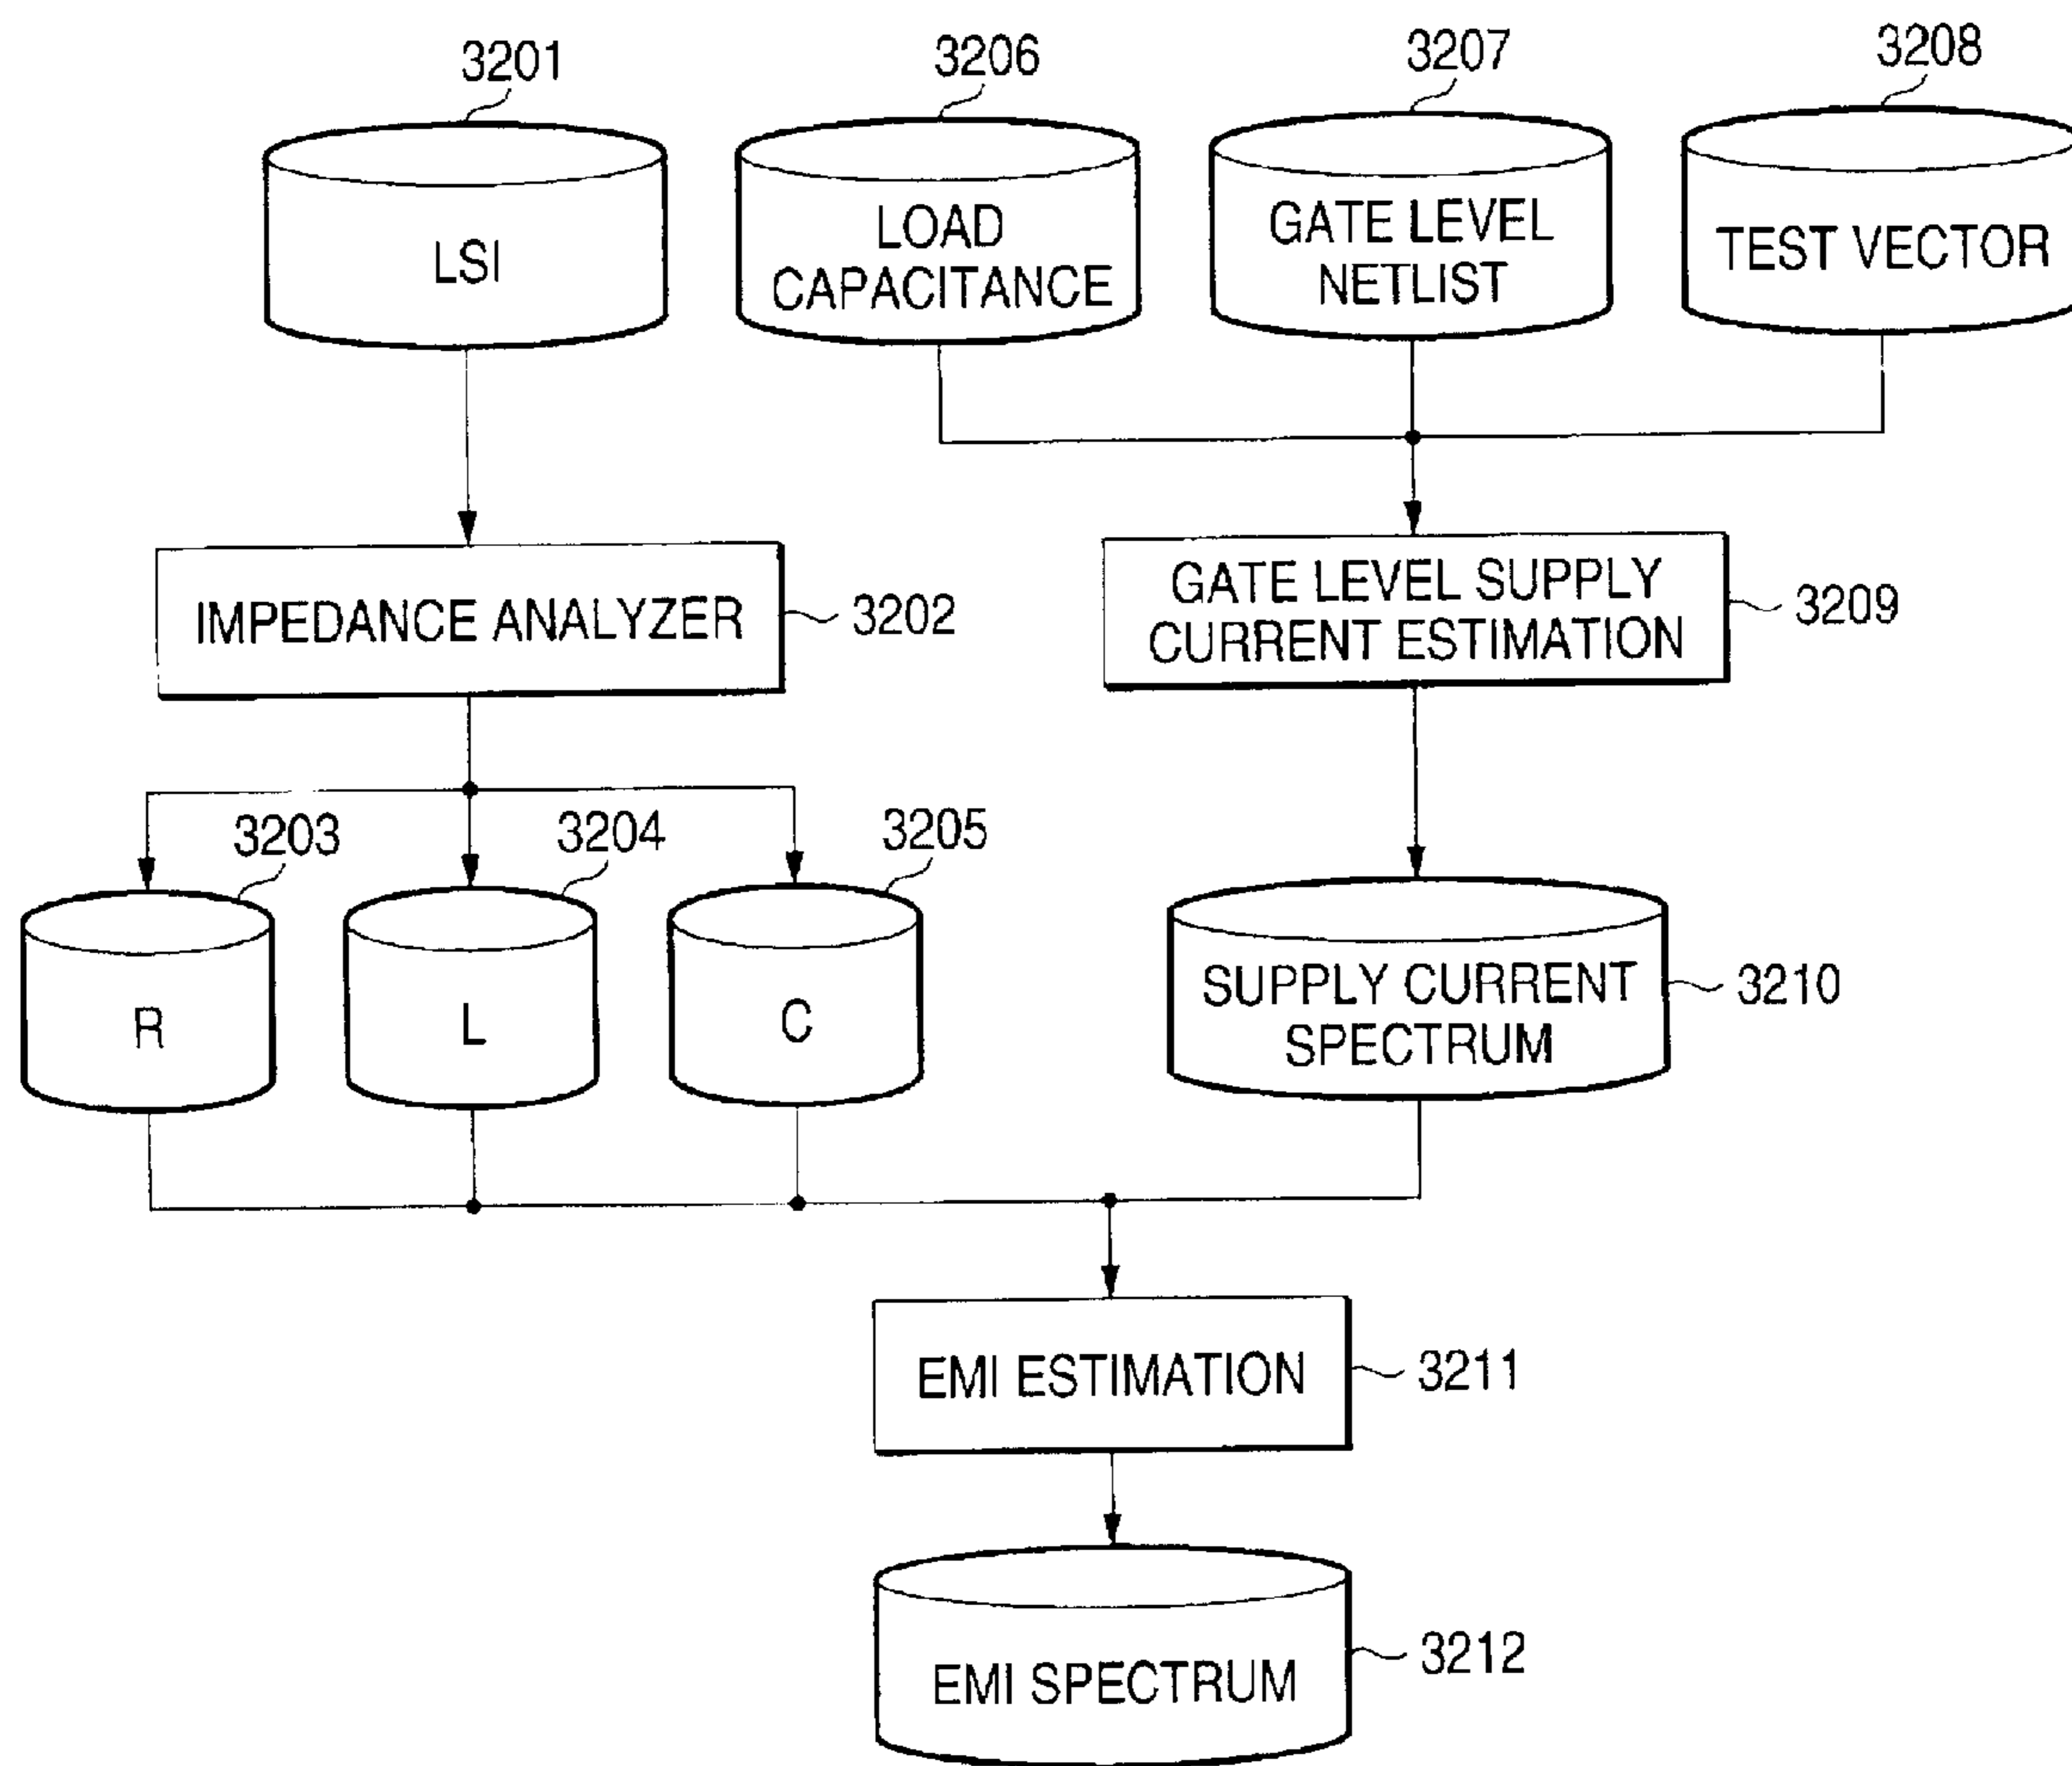 3201
3206
3207
3208
LSI
LOAD
CAPACITANCE
GATE LEVEL
NETLIST
TEST VECTOR
IMPEDANCE ANALYZER
3202
GATE LEVEL SUPPLY
CURRENT ESTIMATION
3209
3203
3204
3205
R
L
C
SUPPLY CURRENT
SPECTRUM
3210
EMI ESTIMATION
3211
EMI SPECTRUM
3212